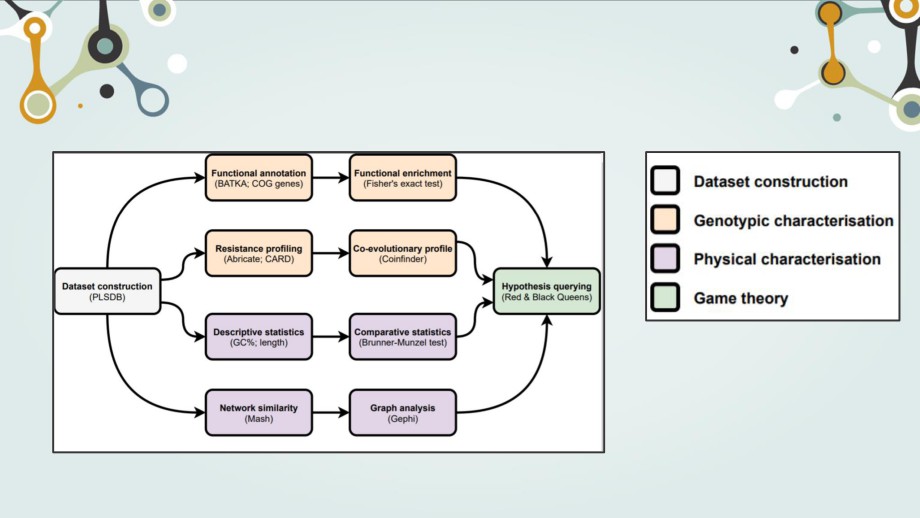 Functional annotation
(BATKA; COG genes)
Functional enrichment
(Fisher's exact test)
Resistance profiling
(Abricate; CARD)
Co-evolutionary profile
(Coinfinder)
Dataset construction
(PLSDB)
Hypothesis querying
(Red & Black Queens)
Descriptive statistics
(GC%; length)
Comparative statistics
(Brunner-Munzel test)
Network similarity
(Mash)
Graph analysis
(Gephi)
Dataset construction
Genotypic characterisation
Physical characterisation
Game theory